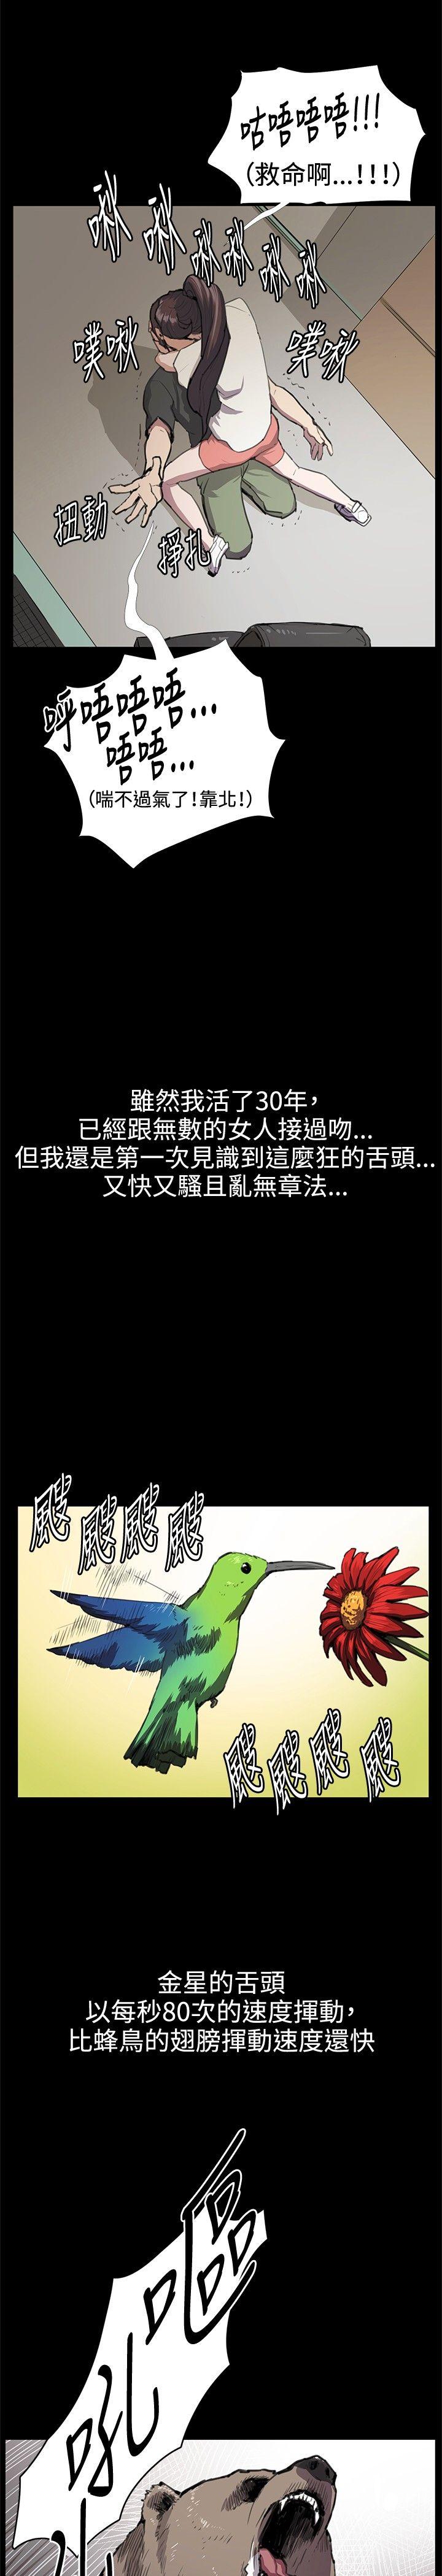 咕唔唔唔!!!
(救命啊...!!!)
啾 啾 啾啾 啾啾
噗啾
噗啾
扭動
掙扎
呼唔唔唔...
唔唔...
(喘不過氣了!靠北!)
雖然我活了30年,
已經跟無數的女人接過吻...
但我還是第一次見識到這麼狂的舌頭...
又快又騷且亂無章法...
颼 颼 颼 颼
颼 颼 颼 颼
金星的舌頭
以每秒80次的速度揮動,
比蜂鳥的翅膀揮動速度還快
吼嘔